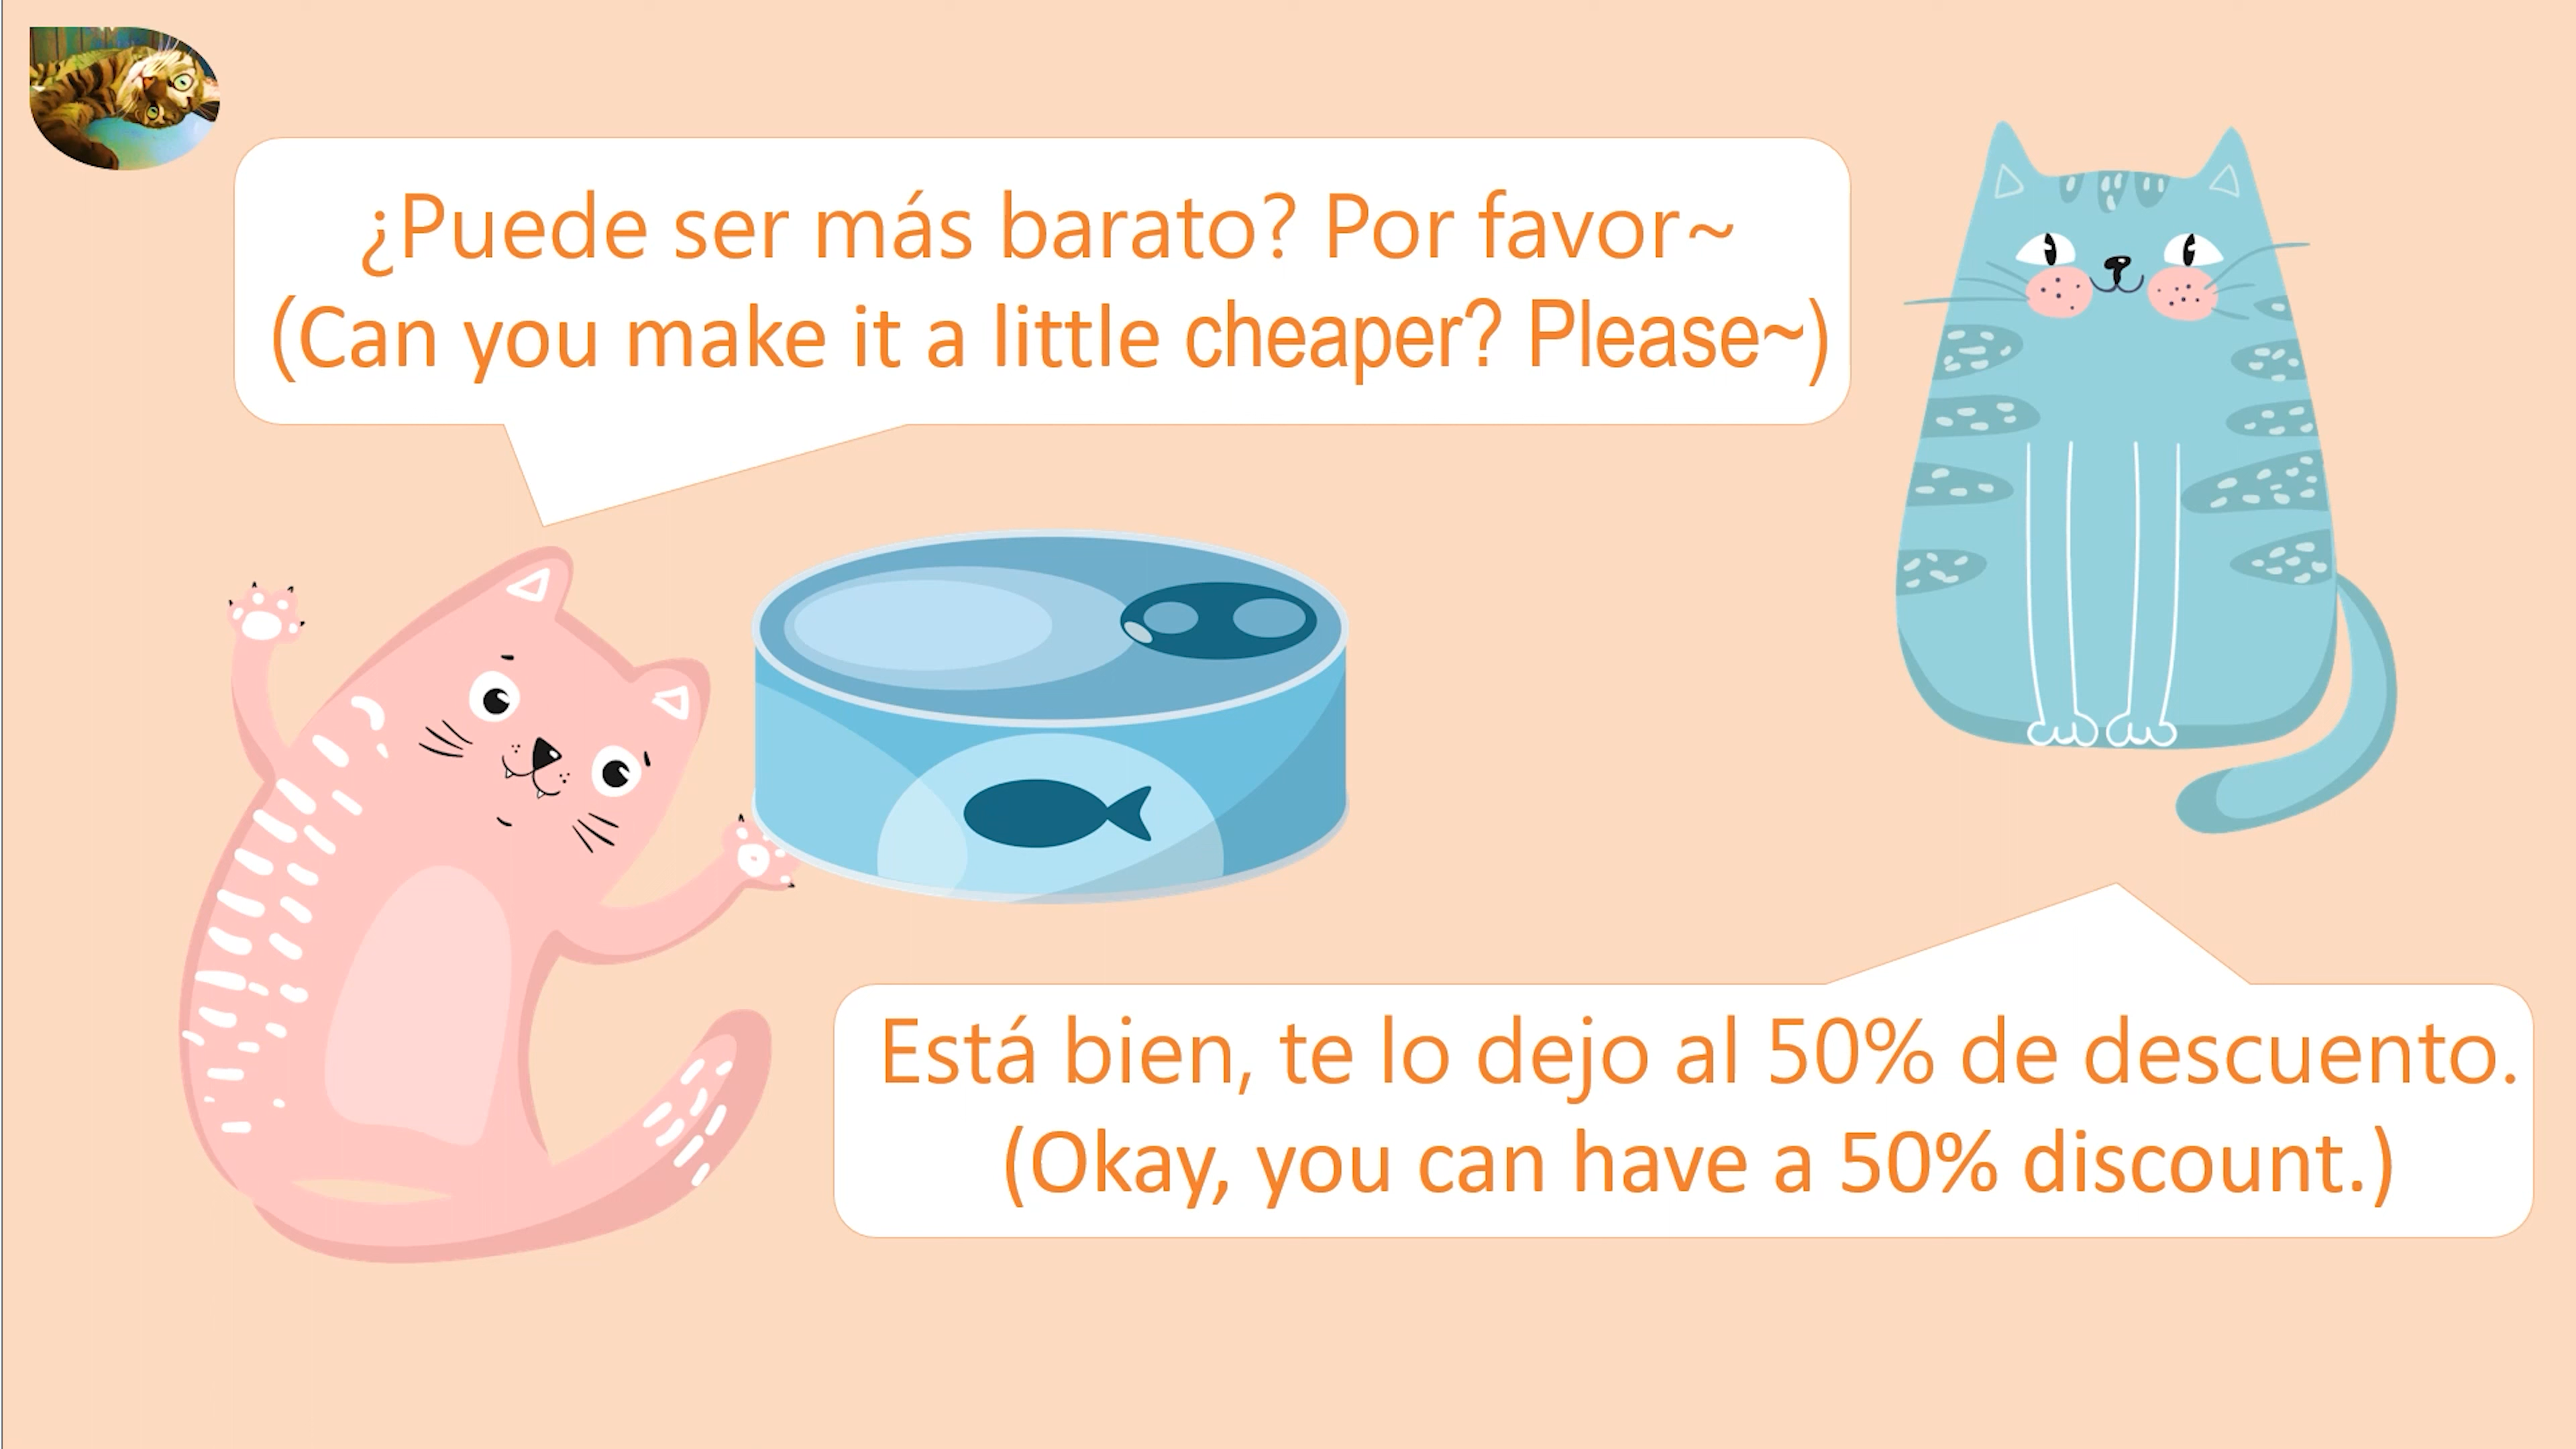 ¿Puede ser más barato? Por favor~
(Can you make it a little cheaper? Please~)
Está bien, te lo dejo al 50% de descuento.
(Okay, you can have a 50% discount.)